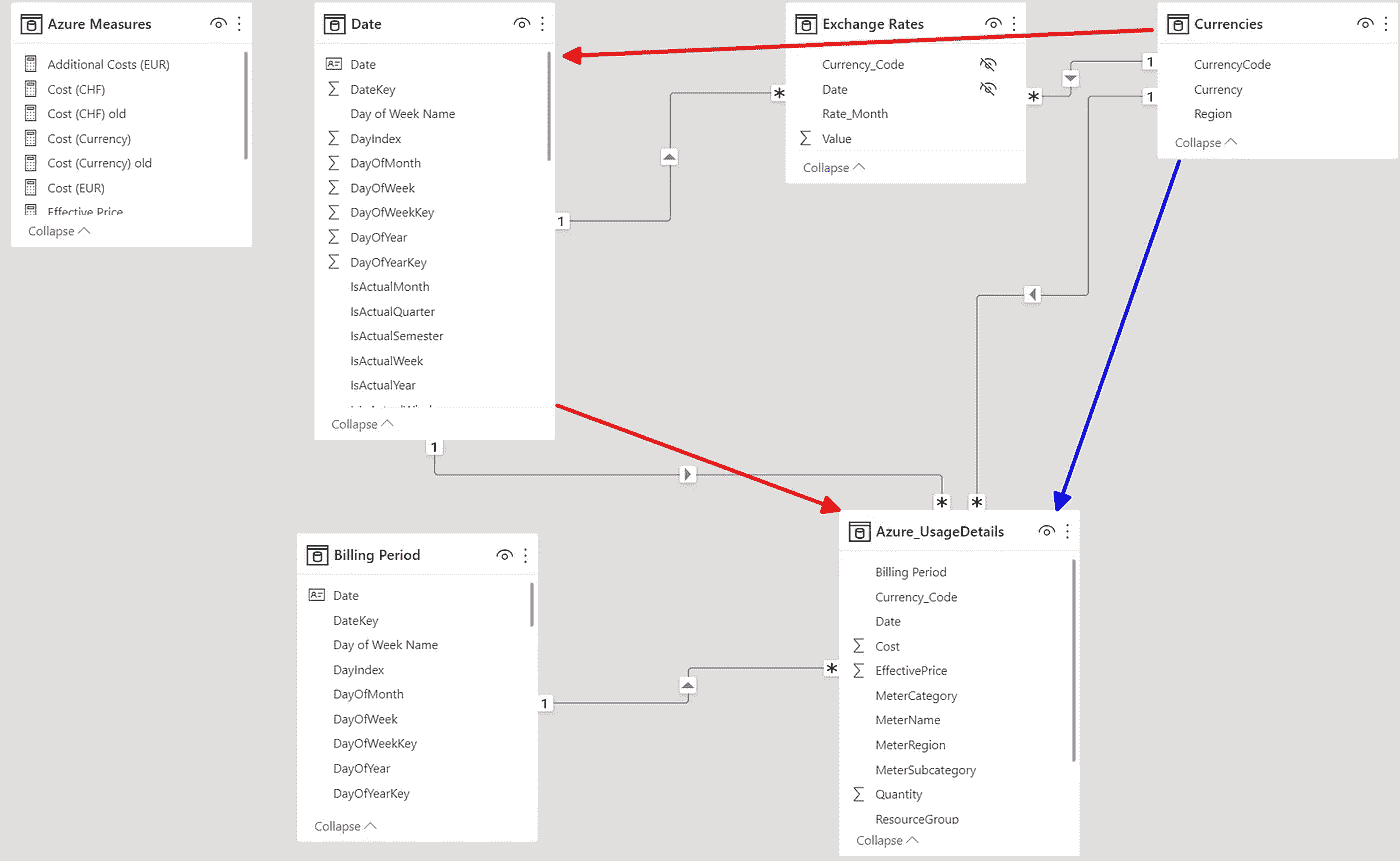 Azure Measures
Additional Costs (EUR)
Cost (CHF)
Cost (CHF) old
Cost (Currency)
Cost (Currency) old
Cost (EUR)
Effective Price
Collapse
Date
Date
DateKey
Day of Week Name
DayIndex
DayOfMonth
DayOfWeek
DayOfWeekKey
DayOfYear
DayOfYearKey
IsActualMonth
IsActualQuarter
IsActualSemester
IsActualWeek
IsActualYear
Collapse
1
1
Exchange Rates
Currency_Code
Date
Rate_Month
Value
Collapse
*
*
Currencies
CurrencyCode
Currency
Region
Collapse
1
1
Billing Period
Date
DateKey
Day of Week Name
DayIndex
DayOfMonth
DayOfWeek
DayOfWeekKey
DayOfYear
DayOfYearKey
Collapse
1
*
*
*
Azure_UsageDetails
Billing Period
Currency_Code
Date
Cost
EffectivePrice
MeterCategory
MeterName
MeterRegion
MeterSubcategory
Quantity
ResourceGroup
Collapse